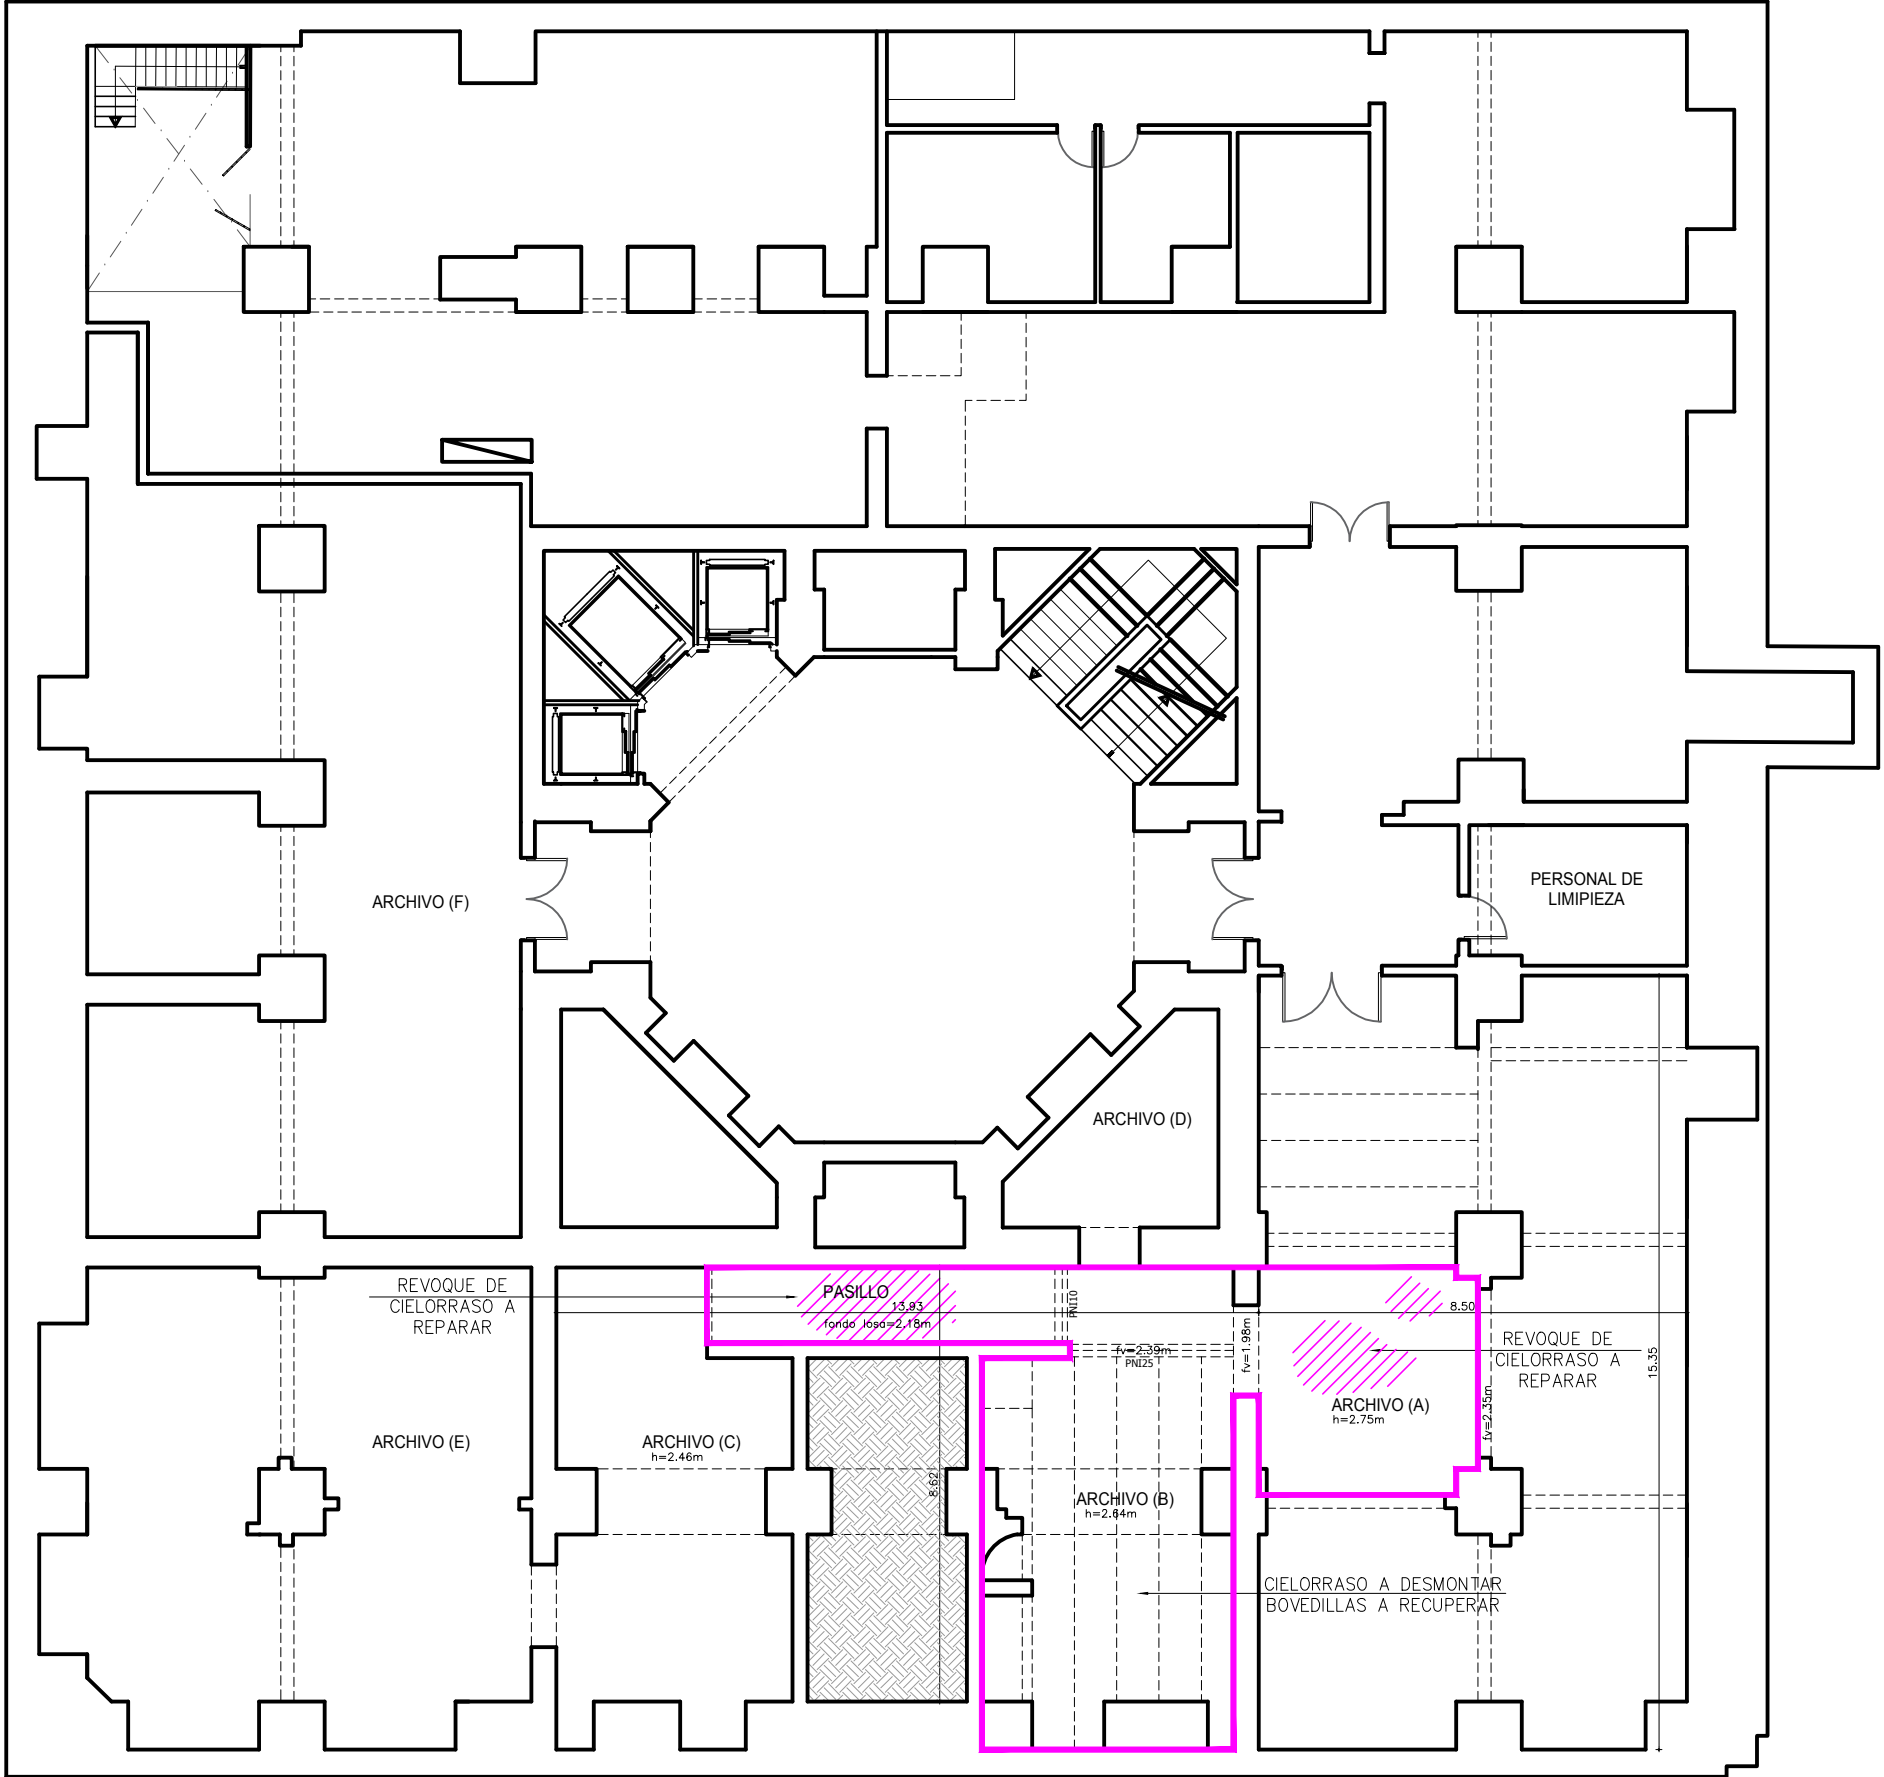 ARCHIVO (F)
PERSONAL DE
LIMIPIEZA
ARCHIVO (D)
REVOQUE DE
CIELORRASO A
REPARAR
PASILLO
13.93
fondo losa=2.18m
PNI10
8.50
fv=2.39m
PNI25
fv=1.98m
REVOQUE DE
CIELORRASO A
REPARAR
15.35
ARCHIVO (A)
h=2.75m
fv=2.35m
ARCHIVO (E)
ARCHIVO (C)
h=2.46m
8.62
ARCHIVO (B)
h=2.64m
CIELORRASO A DESMONTAR
BOVEDILLAS A RECUPERAR